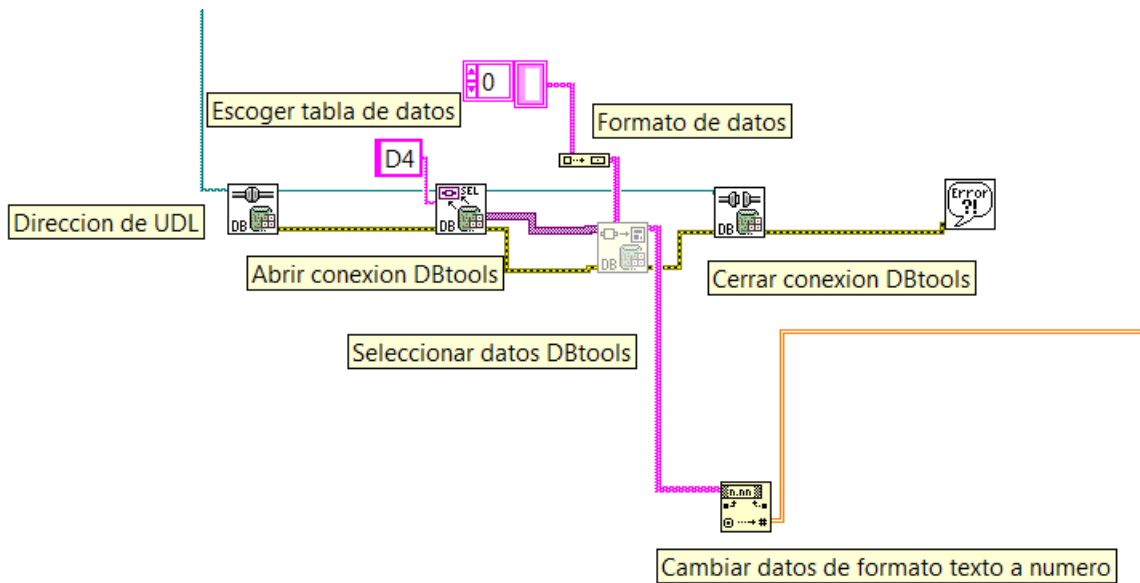 0
Escoger tabla de datos
Formato de datos
D4
SEL
Error
?!
Direccion de UDL
DB
DB
DB
DB
Abrir conexion DBtools
Cerrar conexion DBtools
Seleccionar datos DBtools
n.nn
#
Cambiar datos de formato texto a numero